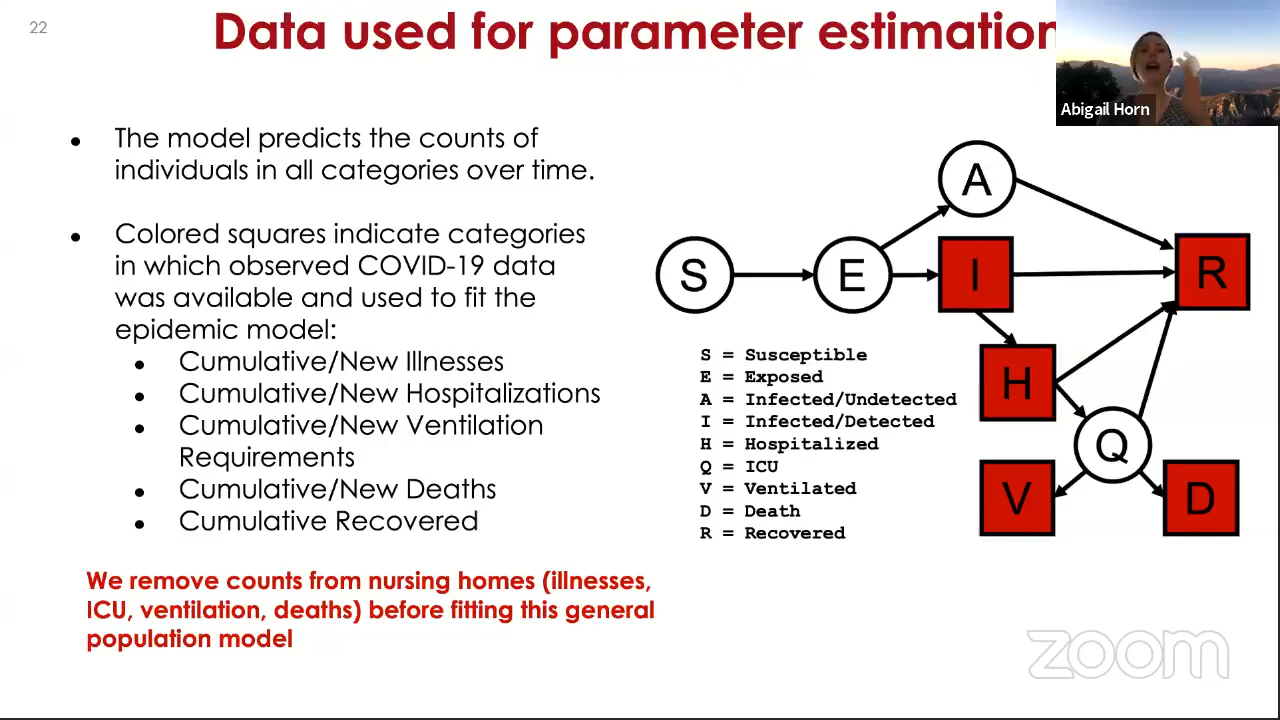 22
Data used for parameter estimation
Abigail Horn
The model predicts the counts of
individuals in all categories over time.
Colored squares indicate categories
in which observed COVID-19 data
was available and used to fit the
epidemic model:
Cumulative/New Illnesses
Cumulative/New Hospitalizations
Cumulative/New Ventilation
Requirements
Cumulative/New Deaths
Cumulative Recovered
We remove counts from nursing homes (illnesses,
ICU, ventilation, deaths) before fitting this general
population model
A
S
E
I
R
H
Q
V
D
S = Susceptible
E = Exposed
A = Infected/Undetected
I = Infected/Detected
H = Hospitalized
Q = ICU
V = Ventilated
D = Death
R = Recovered
zoom